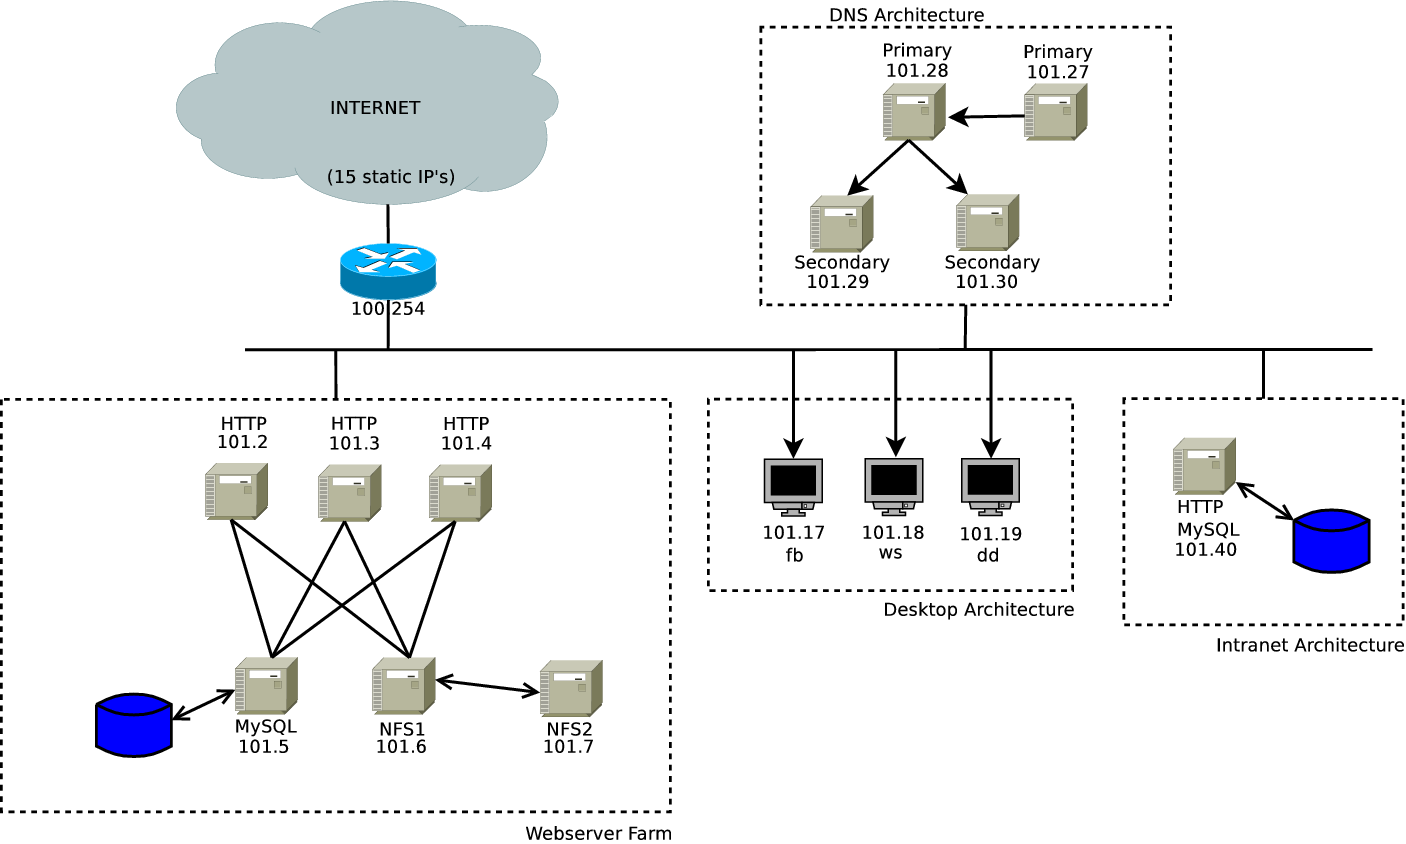 DNS Architecture
Primary
101.28
Primary
101.27
INTERNET
(15 static IP's)
Secondary
101.29
Secondary
101.30
100.254
HTTP
101.2
HTTP
101.3
HTTP
101.4
101.17
fb
101.18
ws
101.19
dd
HTTP
MySQL
101.40
Desktop Architecture
Intranet Architecture
MySQL
101.5
NFS1
101.6
NFS2
101.7
Webserver Farm